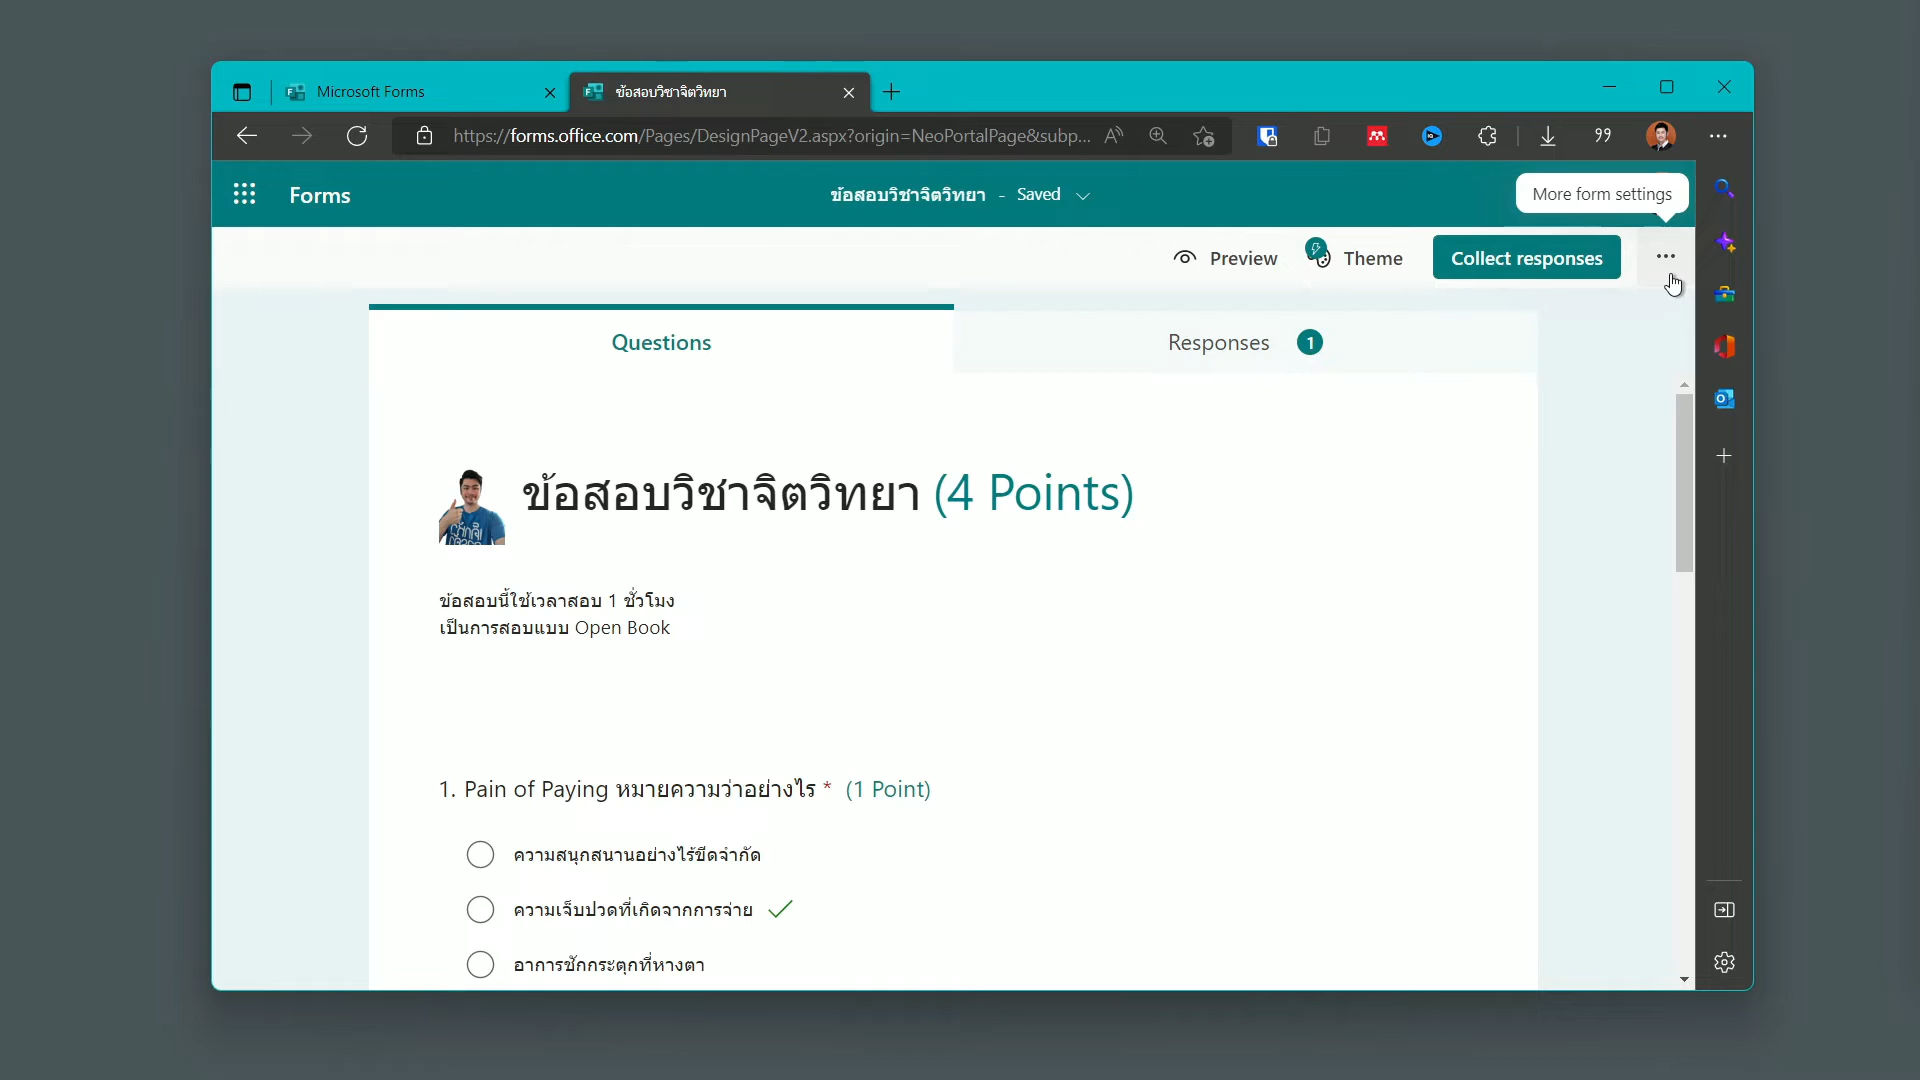 Microsoft Forms
ข้อสอบวิชาจิตวิทยา
https://forms.office.com/Pages/DesignPageV2.aspx?origin=NeoPortalPage&subp...
Forms
ข้อสอบวิชาจิตวิทยา - Saved
More form settings
Preview
Theme
Collect responses
Questions
Responses 1
ข้อสอบวิชาจิตวิทยา (4 Points)
ข้อสอบนี้ใช้เวลาสอบ 1 ชั่วโมง
เป็นการสอบแบบ Open Book
1. Pain of Paying หมายความว่าอย่างไร * (1 Point)
ความสนุกสนานอย่างไร้ขีดจำกัด
ความเจ็บปวดที่เกิดจากการจ่าย
อาการชักกระตุกที่หางตา